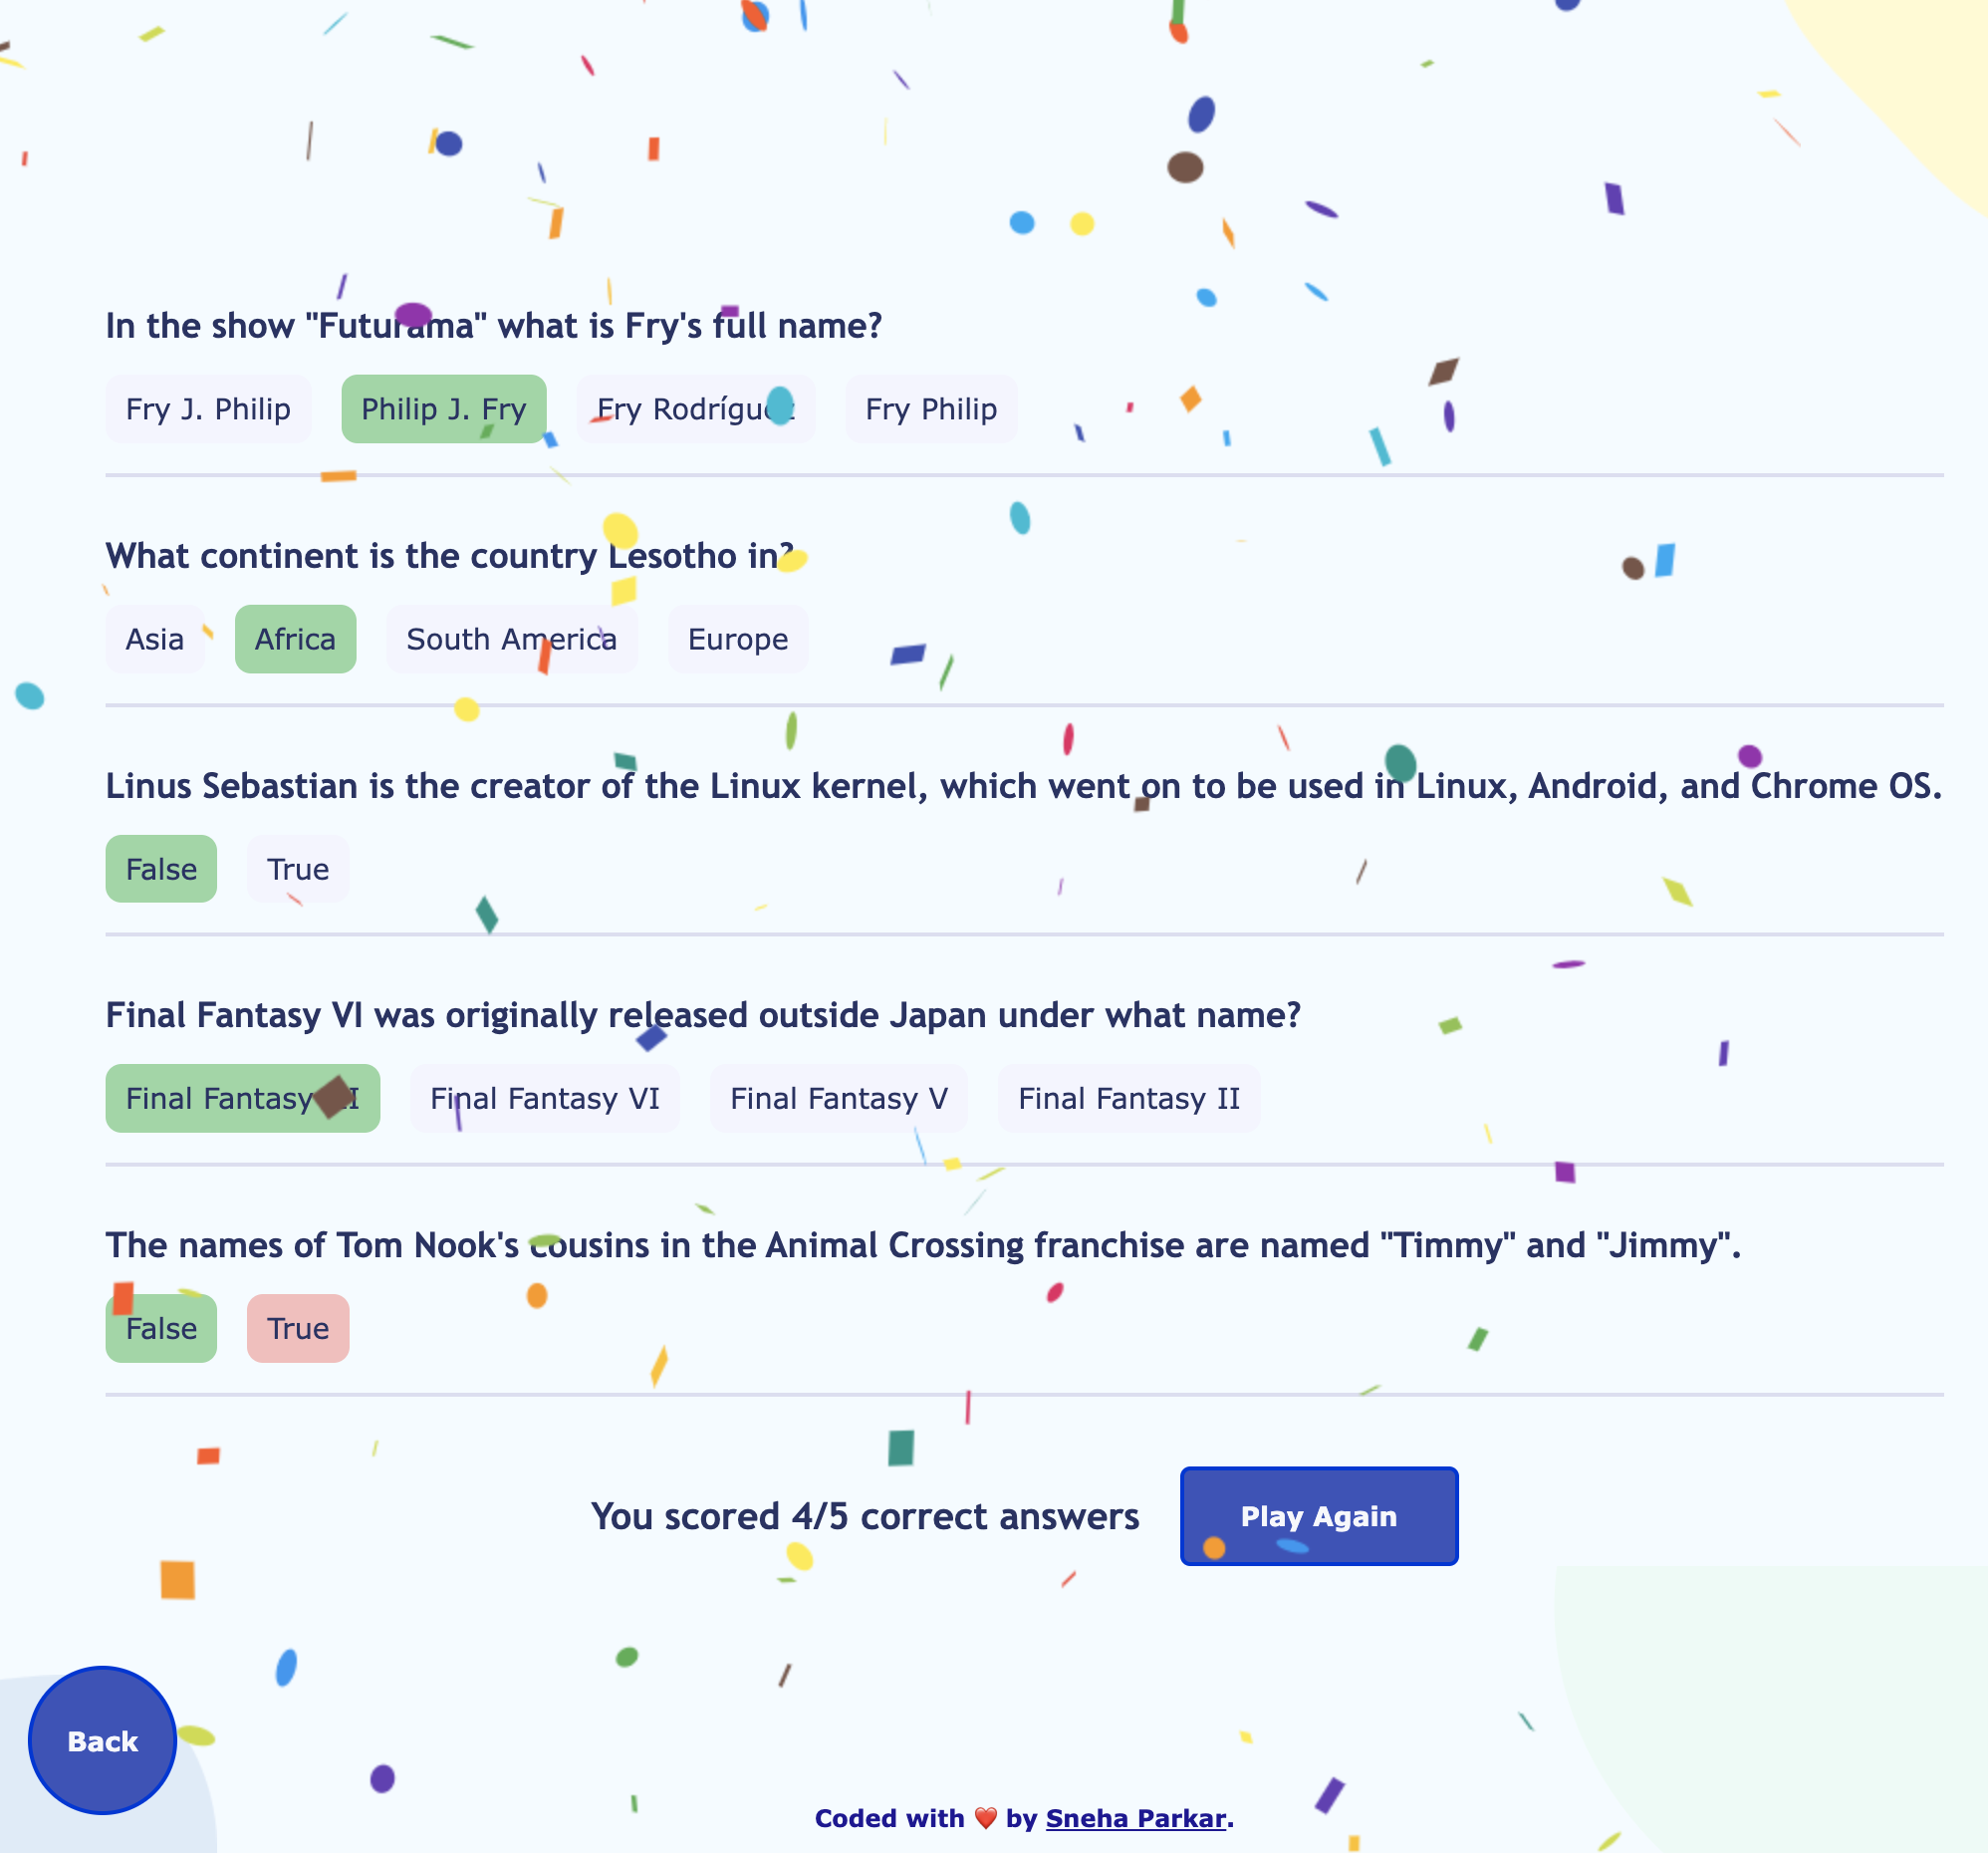 In the show "Futurama" what is Fry's full name?
Fry J. Philip Philip J. Fry Fry Rodríguez Fry Philip
What continent is the country Lesotho in?
Asia Africa South America Europe
Linus Sebastian is the creator of the Linux kernel, which went on to be used in Linux, Android, and Chrome OS.
False True
Final Fantasy VI was originally released outside Japan under what name?
Final Fantasy Final Fantasy VI Final Fantasy V Final Fantasy II
The names of Tom Nook's cousins in the Animal Crossing franchise are named "Timmy" and "Jimmy".
False True
You scored 4/5 correct answers Play Again
Back
Coded with ❤️ by Sneha Parkar.